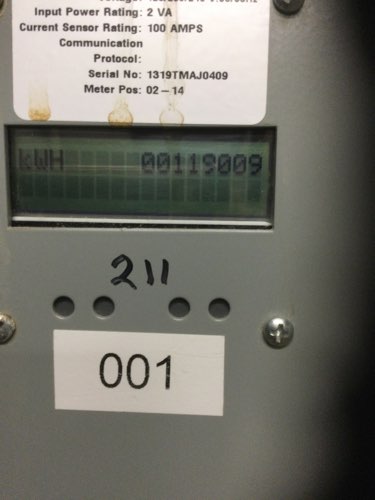 Input Power Rating: 2 VA
Current Sensor Rating: 100 AMPS
Communication
Protocol:
Serial No: 1319TMAJ0409
Meter Pos: 02-14
kWH 00119009
211
001